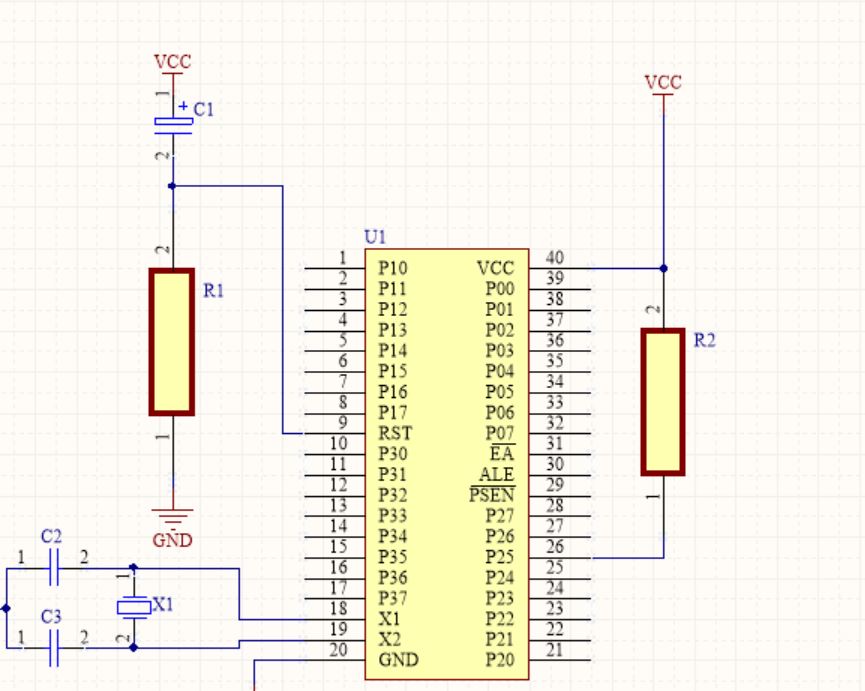 VCC
1
+ C1
2
VCC
2
R1
1
GND
2
R2
1
U1
1 P10 VCC 40
2 P11 P00 39
3 P12 P01 38
4 P13 P02 37
5 P14 P03 36
6 P15 P04 35
7 P16 P05 34
8 P17 P06 33
9 RST P07 32
10 P30 EA 31
11 P31 ALE 30
12 P32 PSEN 29
13 P33 P27 28
14 P34 P26 27
15 P35 P25 26
16 P36 P24 25
17 P37 P23 24
18 X1 P22 23
19 X2 P21 22
20 GND P20 21
C2
1 2
1
X1
C3
1 2
2